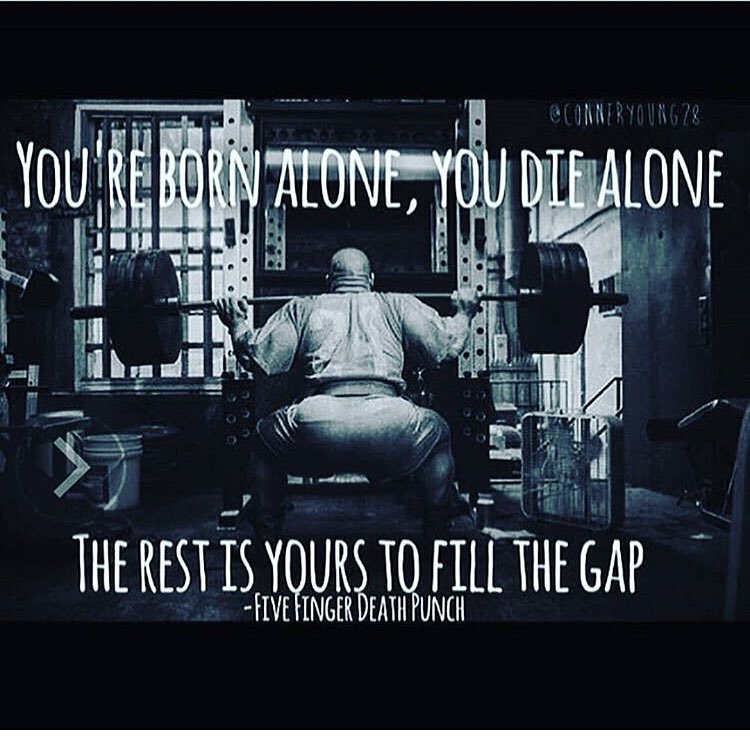 @CONNERYOUNG28
YOU'RE BORN ALONE, YOU DIE ALONE
THE REST IS YOURS TO FILL THE GAP
-FIVE FINGER DEATH PUNCH